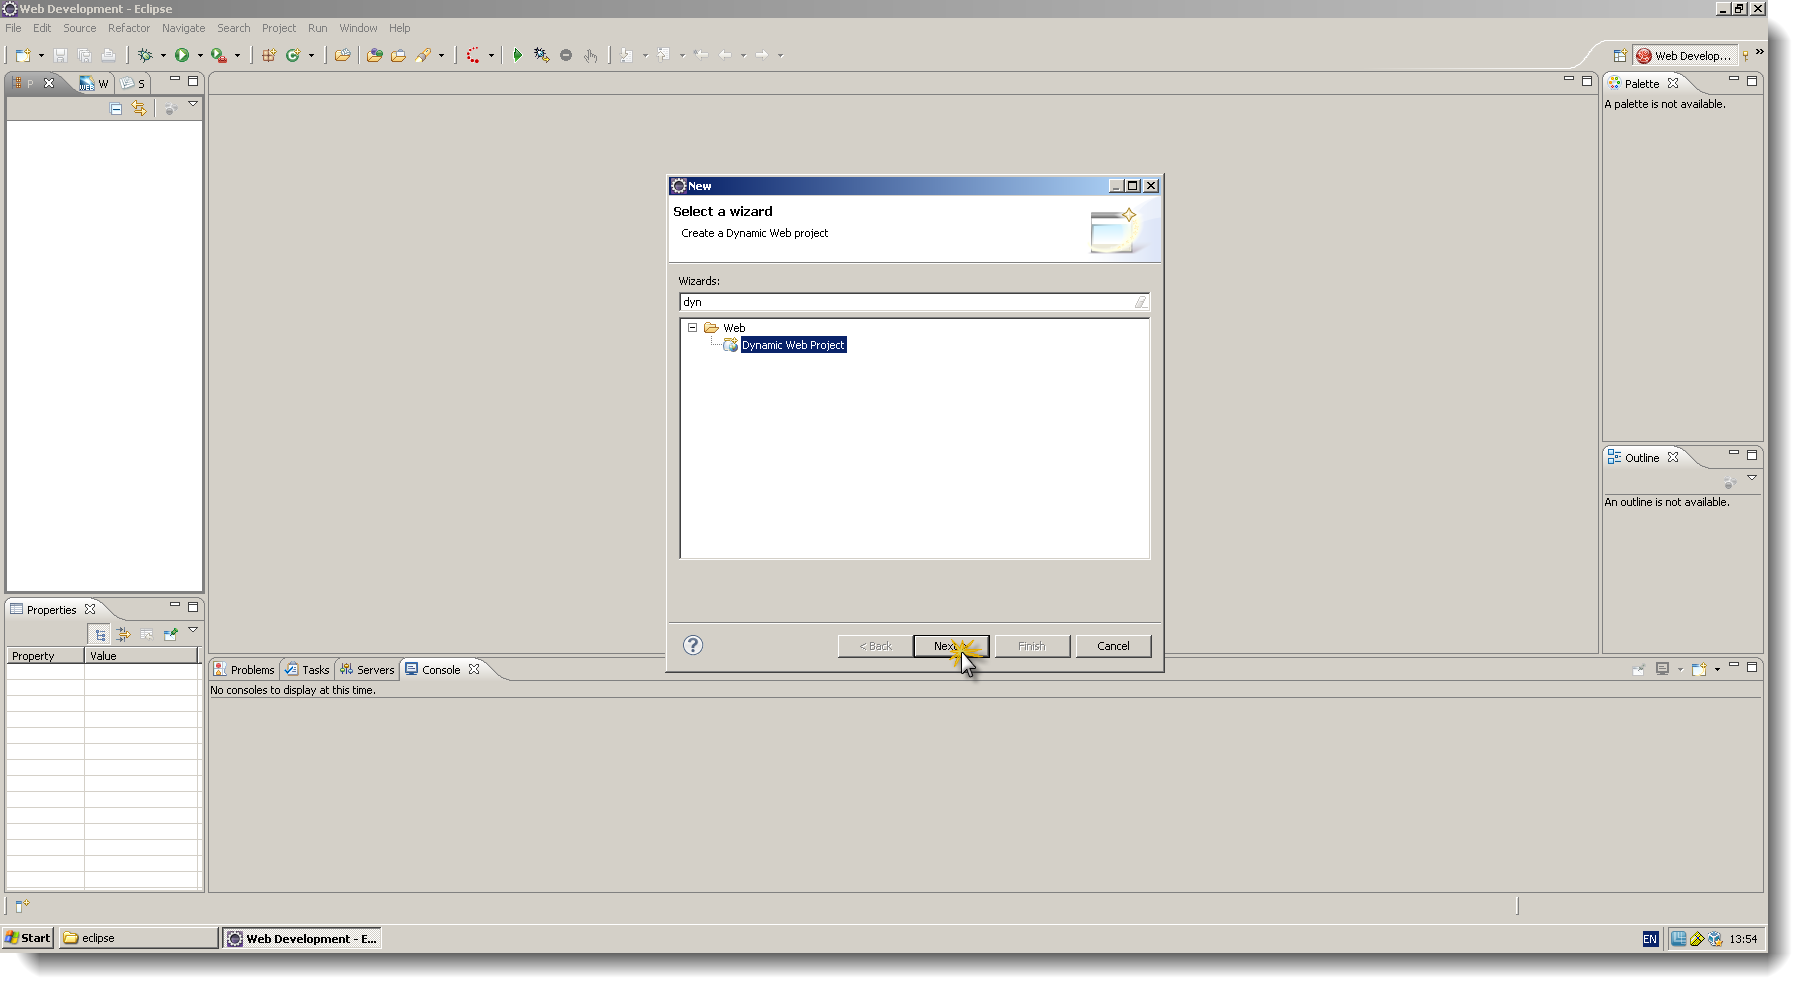 Web Development - Eclipse
File Edit Source Refactor Navigate Search Project Run Window Help
Web Develop...
P W S
Palette
A palette is not available.
New
Select a wizard
Create a Dynamic Web project
Wizards:
dyn
Web
Dynamic Web Project
< Back Finish Cancel
Outline
An outline is not available.
Properties
Property Value
Problems Tasks Servers Console
No consoles to display at this time.
Start eclipse Web Development - E... EN 13:54